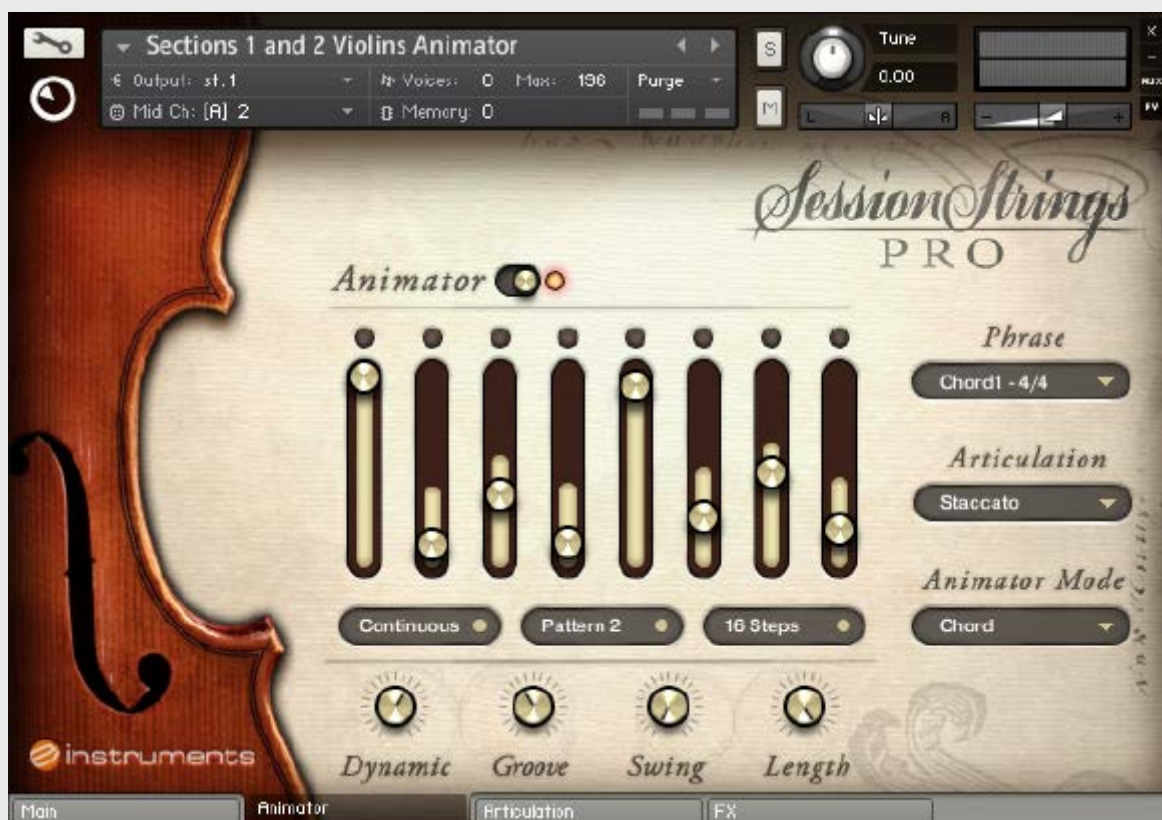 Sections 1 and 2 Violins Animator
S
Tune
Output: st.1
Voices: 0 Max: 196
Purge
0.00
AUX
Midi Ch: [A] 2
Memory: 0
M
L
R
PV
Session Strings
PRO
Animator
Phrase
Chord1 - 4/4
Articulation
Staccato
Animator Mode
Continuous
Pattern 2
16 Steps
Chord
instruments
Dynamic
Groove
Swing
Length
Main
Animator
Articulation
FX